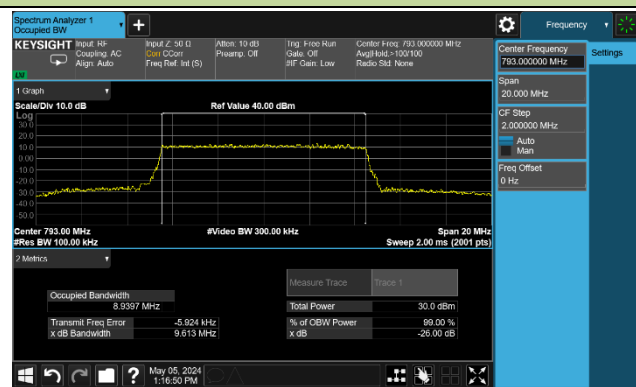 Spectrum Analyzer 1
Occupied BW
Frequency
KEYSIGHT
Input: RF
Coupling: AC
Align: Auto
Input Z: 50 Ω
Corr CCorr
Freq Ref: Int (S)
Atten: 10 dB
Preamp: Off
Trig: Free Run
Gate: Off
#IF Gain: Low
Center Freq: 793.000000 MHz
Avg|Hold:>100/100
Radio Std: None
LXI
Center Frequency
793.000000 MHz
Settings
Span
20.000 MHz
CF Step
2.000000 MHz
Auto
Man
Freq Offset
0 Hz
1 Graph
Scale/Div 10.0 dB
Ref Value 40.00 dBm
Log
30.0
20.0
10.0
0.00
-10.0
-20.0
-30.0
-40.0
-50.0
Center 793.00 MHz
#Video BW 300.00 kHz
Span 20 MHz
#Res BW 100.00 kHz
Sweep 2.00 ms (2001 pts)
2 Metrics
Measure Trace
Trace 1
Occupied Bandwidth
8.9397 MHz
Total Power
30.0 dBm
Transmit Freq Error
-5.924 kHz
% of OBW Power
99.00 %
x dB Bandwidth
9.613 MHz
x dB
-26.00 dB
?
May 05, 2024
1:16:50 PM